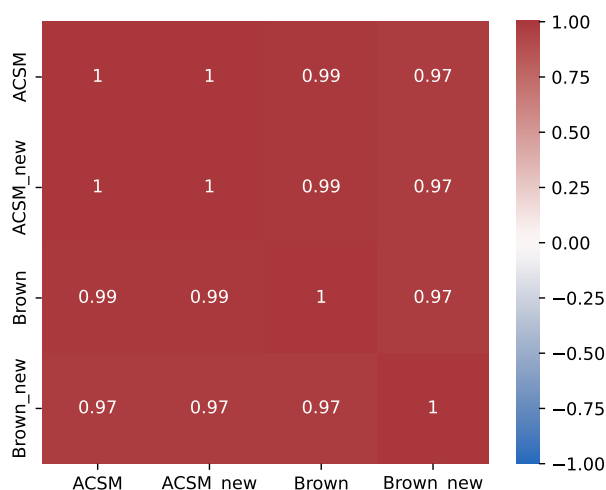 ACSM
1 1 0.99 0.97
ACSM_new
1 1 0.99 0.97
Brown
0.99 0.99 1 0.97
Brown_new
0.97 0.97 0.97 1
ACSM ACSM_new Brown Brown_new
1.00
0.75
0.50
0.25
0.00
−0.25
−0.50
−0.75
−1.00